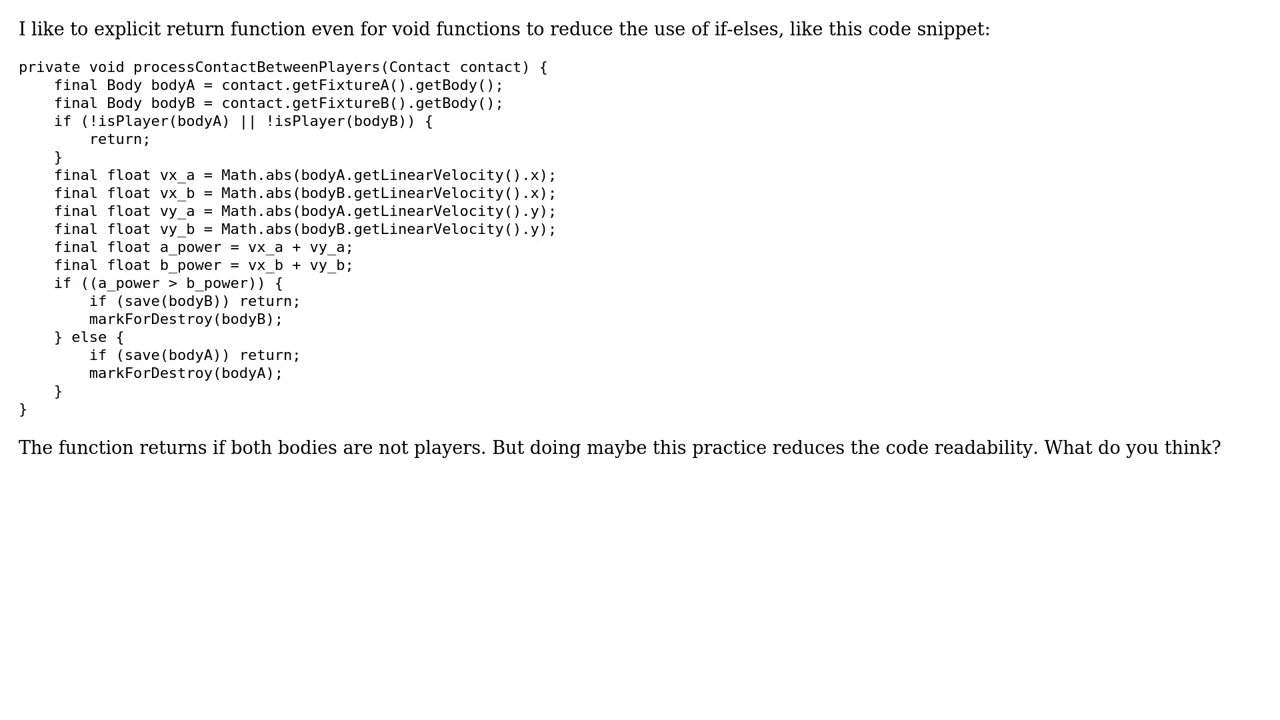 I like to explicit return function even for void functions to reduce the use of if-elses, like this code snippet:
private void processContactBetweenPlayers(Contact contact) {
    final Body bodyA = contact.getFixtureA().getBody();
    final Body bodyB = contact.getFixtureB().getBody();
    if (!isPlayer(bodyA) || !isPlayer(bodyB)) {
        return;
    }
    final float vx_a = Math.abs(bodyA.getLinearVelocity().x);
    final float vx_b = Math.abs(bodyB.getLinearVelocity().x);
    final float vy_a = Math.abs(bodyA.getLinearVelocity().y);
    final float vy_b = Math.abs(bodyB.getLinearVelocity().y);
    final float a_power = vx_a + vy_a;
    final float b_power = vx_b + vy_b;
    if ((a_power > b_power)) {
        if (save(bodyB)) return;
        markForDestroy(bodyB);
    } else {
        if (save(bodyA)) return;
        markForDestroy(bodyA);
    }
}
The function returns if both bodies are not players. But doing maybe this practice reduces the code readability. What do you think?